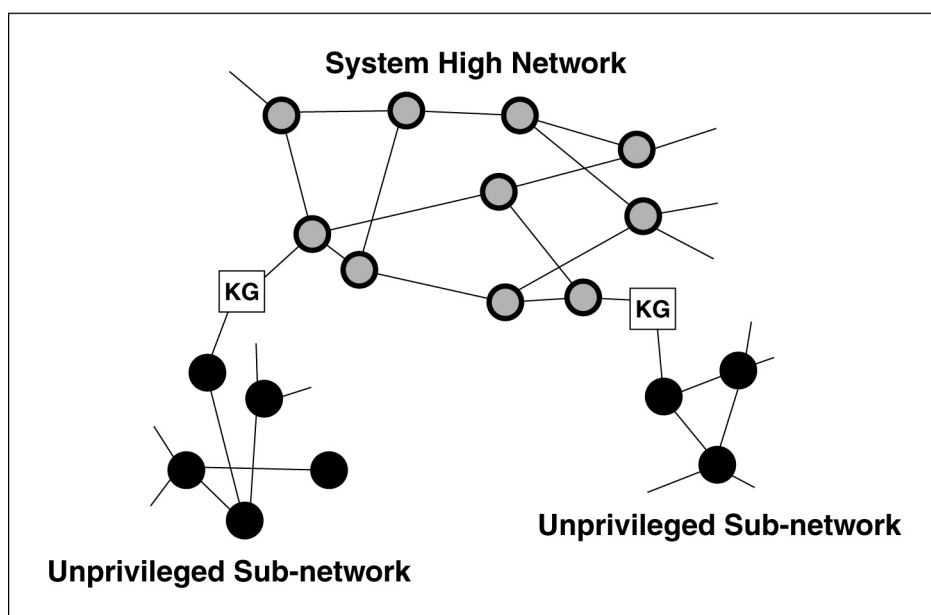 System High Network
KG
KG
Unprivileged Sub-network
Unprivileged Sub-network